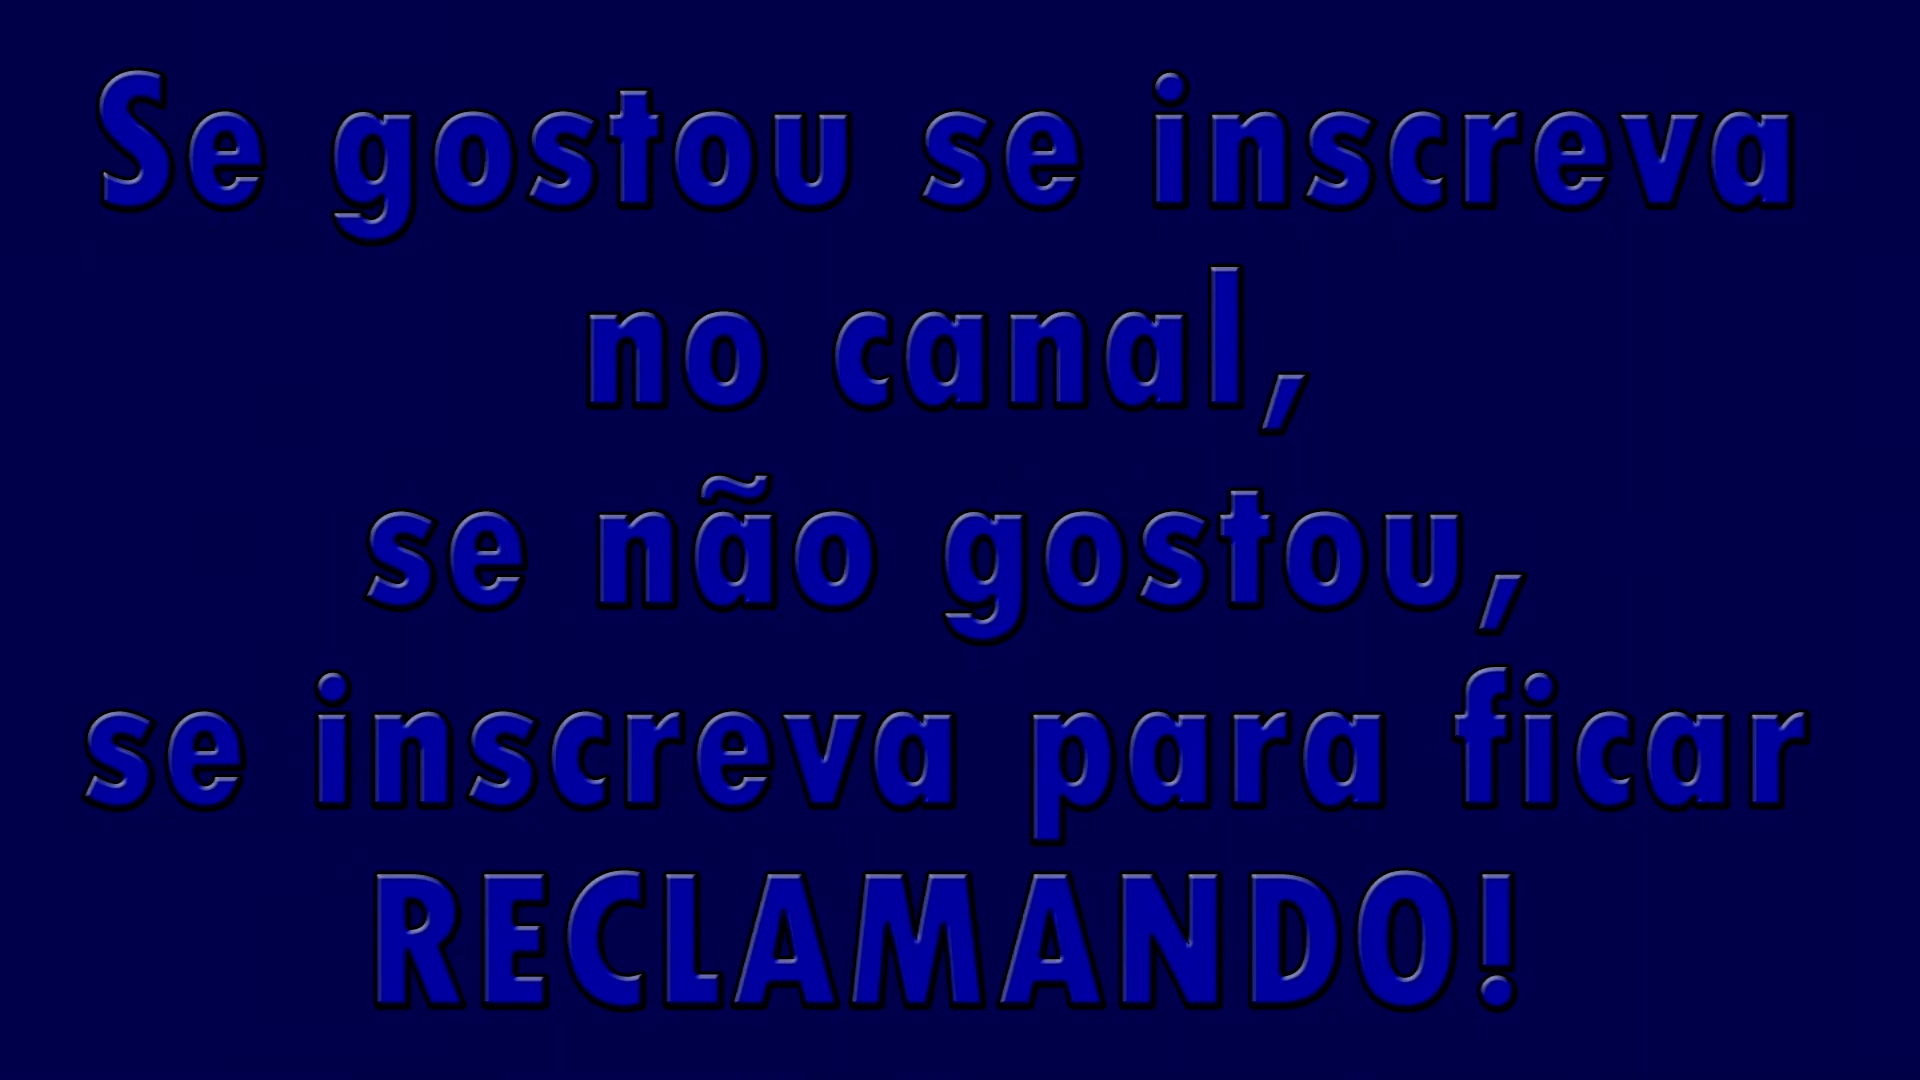 Se gostou se inscreva
no canal,
se não gostou,
se inscreva para ficar
RECLAMANDO!